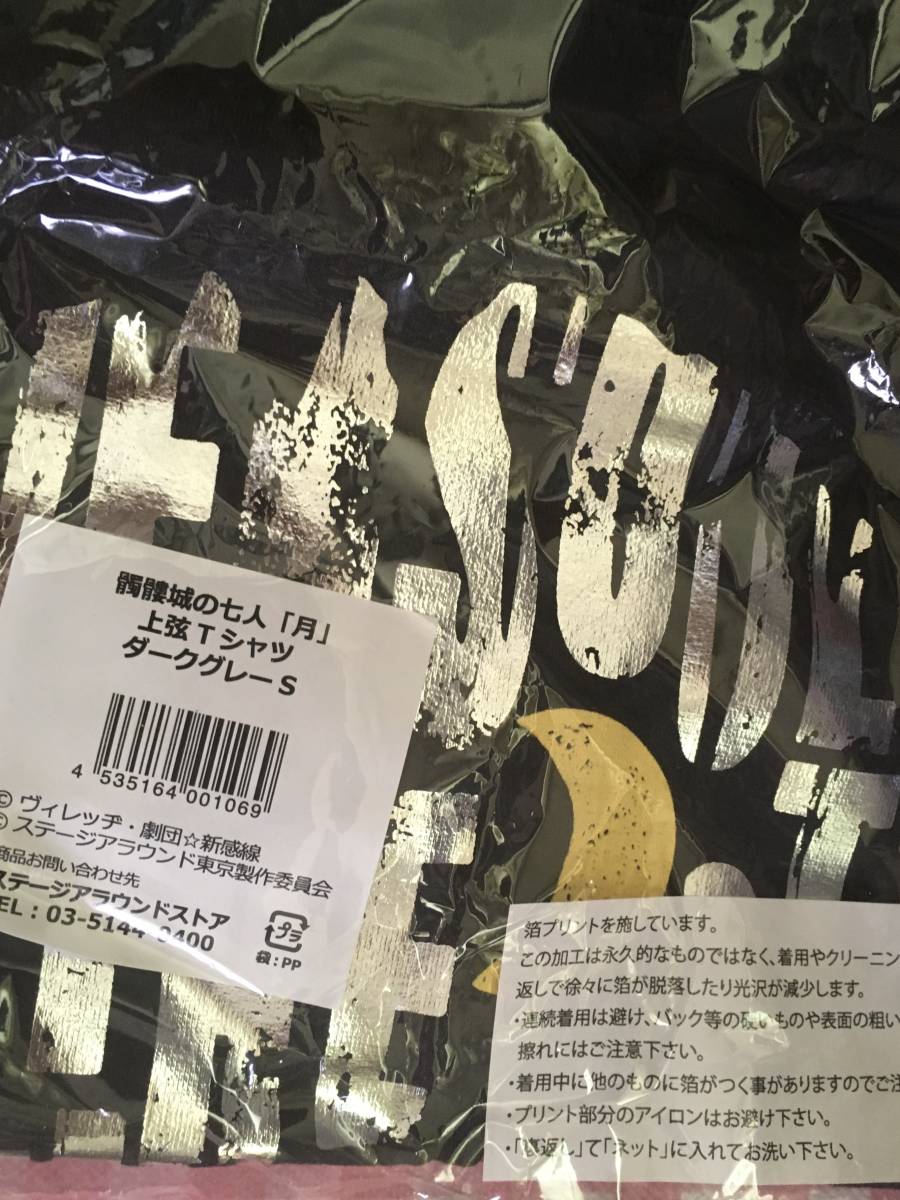 髑髏城の七人「月」
上弦Tシャツ
ダークグレーS
4 535164 001069
© ヴィレッヂ・劇団☆新感線
© ステージアラウンド東京製作委員会
商品お問い合わせ先
ステージアラウンドストア
TEL：03-5144-0400
プラ
袋：PP
箔プリントを施しています。
この加工は永久的なものではなく、着用やクリーニン
返しで徐々に箔が脱落したり光沢が減少します。
・連続着用は避け、バック等の硬いものや表面の粗い
擦れにはご注意下さい。
・着用中に他のものに箔がつく事がありますのでご注
・プリント部分のアイロンはお避け下さい。
・「裏返し」て「ネット」に入れてお洗い下さい。